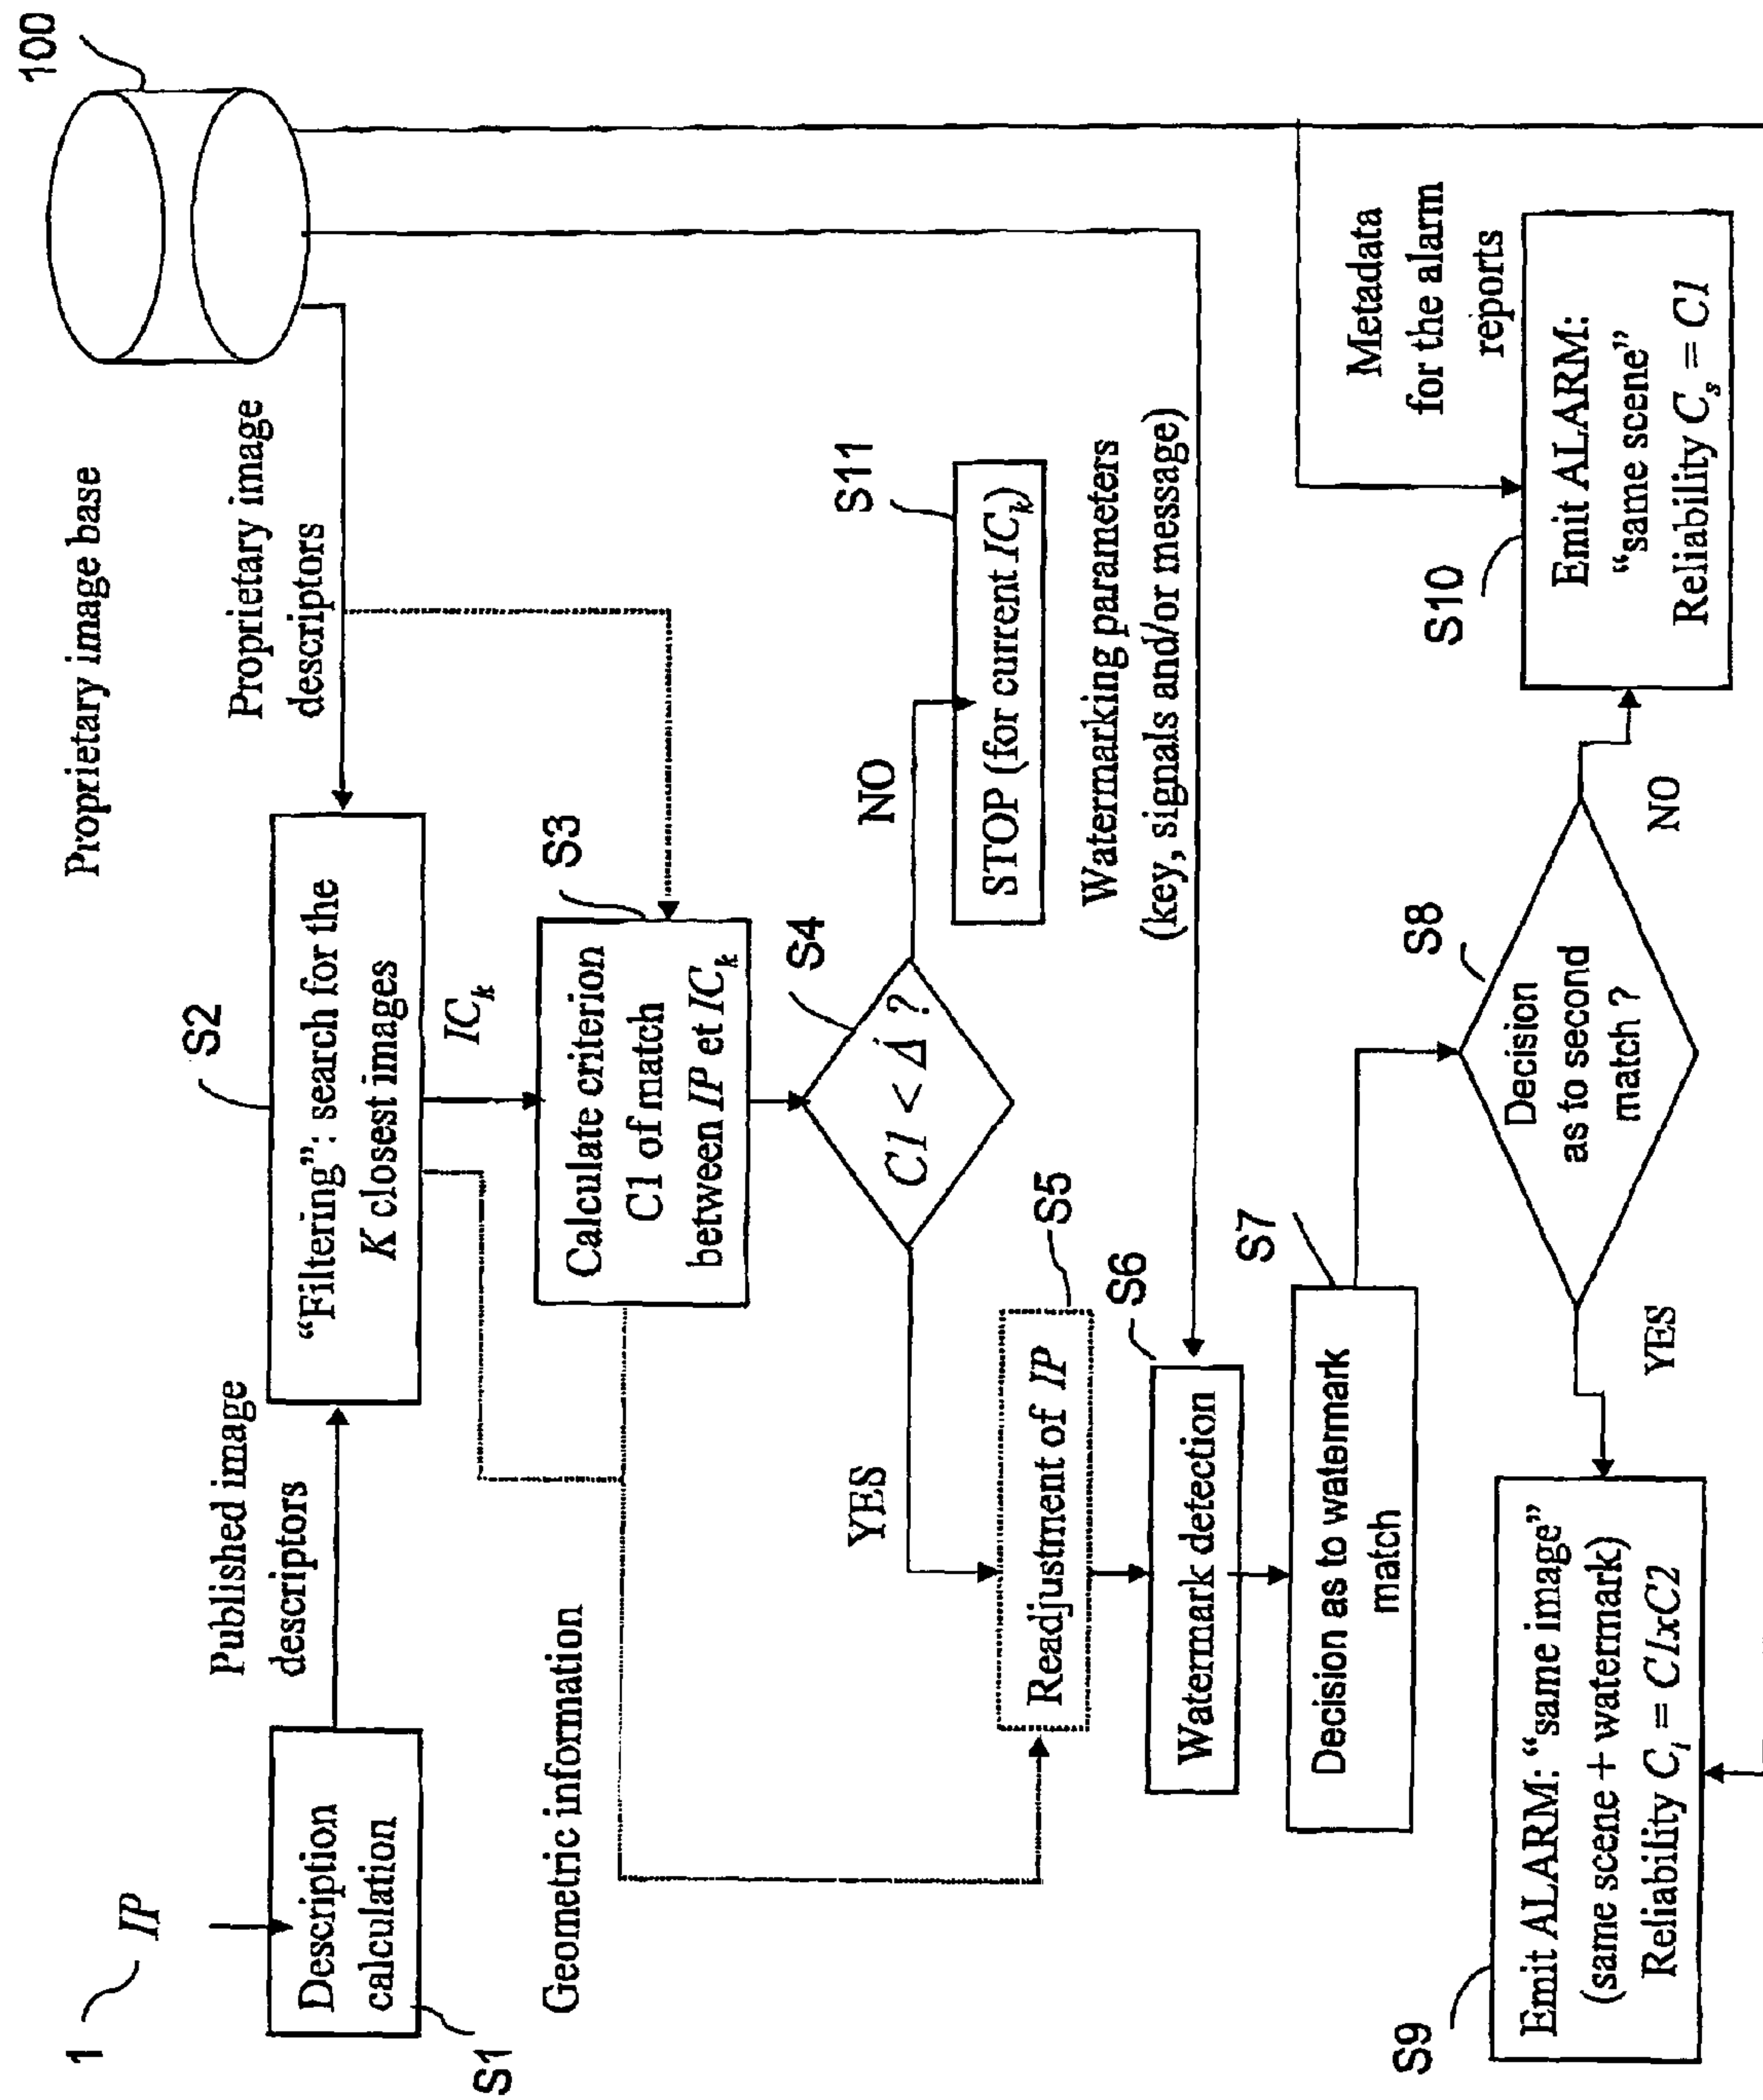 1
IP
Description
calculation
S1
Published image
descriptors
S2
“Filtering”: search for the
K closest images
Proprietary image base
100
Proprietary image
descriptors
IC_k
S3
Calculate criterion
C1 of match
between IP et IC_k
Geometric information
S4
C1 < Δ ?
YES
NO
S11
STOP (for current IC_k)
S5
Readjustment of IP
Watermarking parameters
(key, signals and/or message)
S6
Watermark detection
S7
Decision as to watermark
match
S8
Decision
as to second
match ?
YES
NO
Metadata
for the alarm
reports
S9
Emit ALARM: “same image”
(same scene + watermark)
Reliability C_i = C1xC2
S10
Emit ALARM:
“same scene”
Reliability C_s = C1